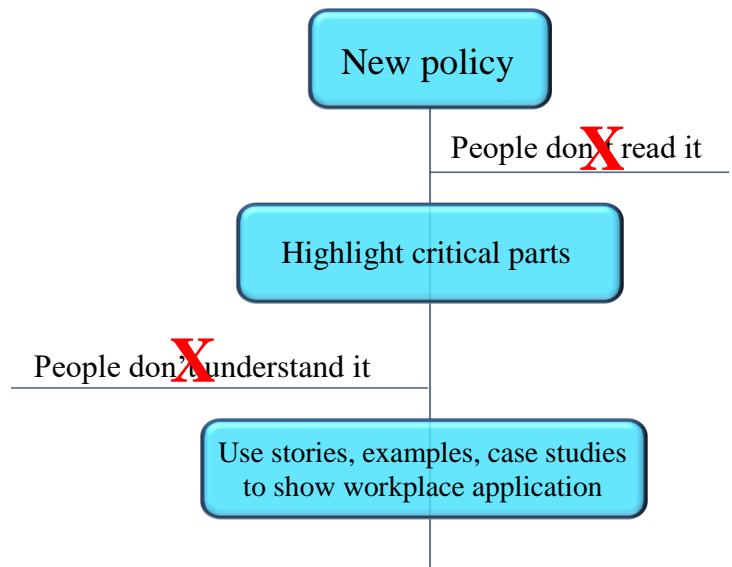 New policy
People don't read it
X
Highlight critical parts
People don’t understand it
X
Use stories, examples, case studies
to show workplace application